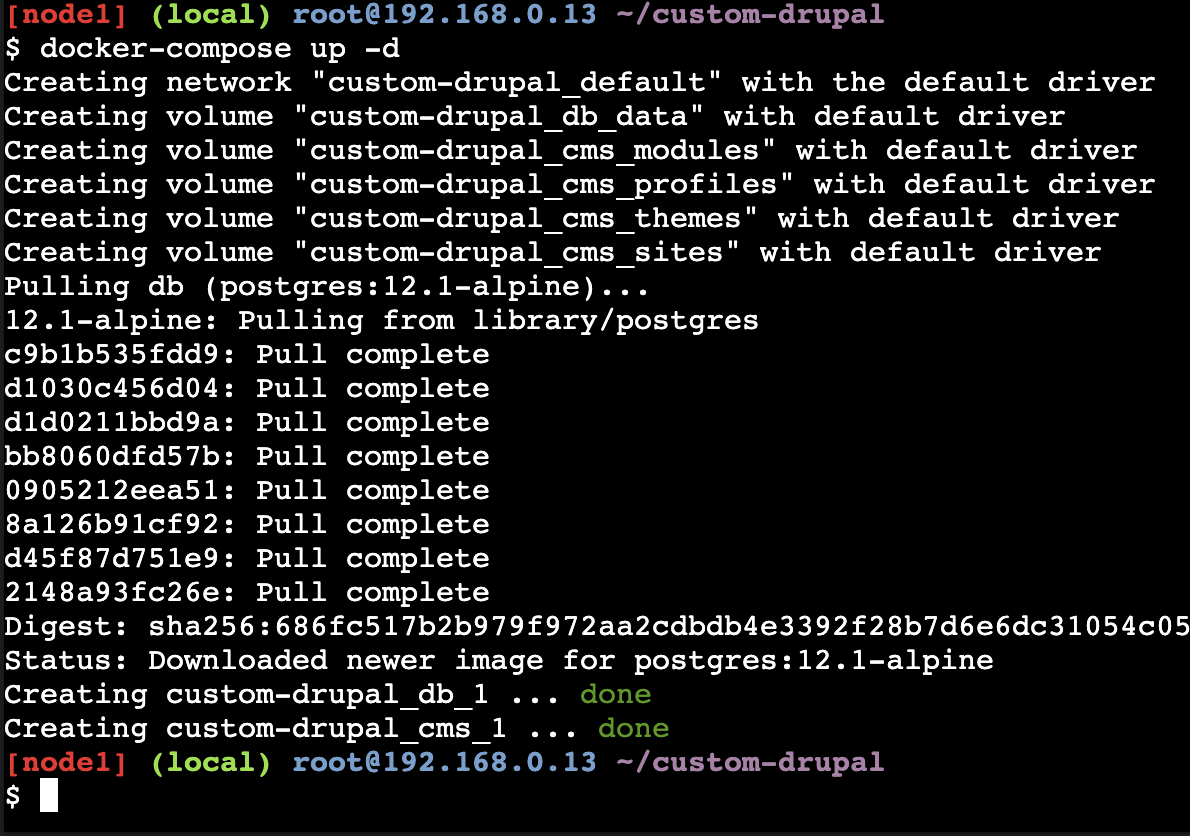 [node1] (local) root@192.168.0.13 ~/custom-drupal
$ docker-compose up -d
Creating network "custom-drupal_default" with the default driver
Creating volume "custom-drupal_db_data" with default driver
Creating volume "custom-drupal_cms_modules" with default driver
Creating volume "custom-drupal_cms_profiles" with default driver
Creating volume "custom-drupal_cms_themes" with default driver
Creating volume "custom-drupal_cms_sites" with default driver
Pulling db (postgres:12.1-alpine)...
12.1-alpine: Pulling from library/postgres
c9b1b535fdd9: Pull complete
d1030c456d04: Pull complete
d1d0211bbd9a: Pull complete
bb8060dfd57b: Pull complete
0905212eea51: Pull complete
8a126b91cf92: Pull complete
d45f87d751e9: Pull complete
2148a93fc26e: Pull complete
Digest: sha256:686fc517b2b979f972aa2cdbdb4e3392f28b7d6e6dc31054c05
Status: Downloaded newer image for postgres:12.1-alpine
Creating custom-drupal_db_1 ... done
Creating custom-drupal_cms_1 ... done
[node1] (local) root@192.168.0.13 ~/custom-drupal
$